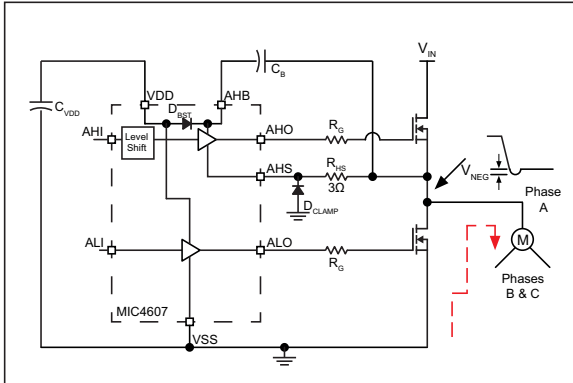 V_IN
C_B
VDD
AHB
D_BST
C_VDD
AHI
Level
Shift
AHO
R_G
AHS
R_HS
3Ω
V_NEG
Phase
A
D_CLAMP
M
ALI
ALO
R_G
Phases
B & C
MIC4607
VSS